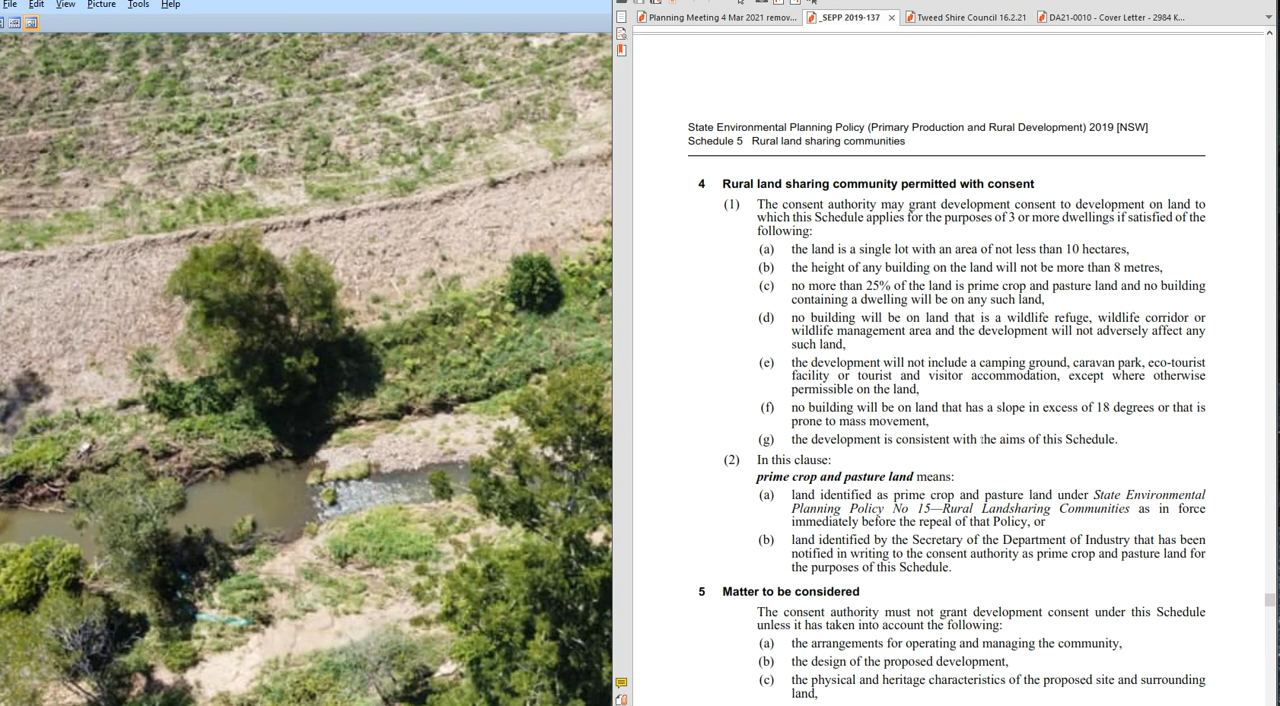 File Edit View Picture Tools Help
Planning Meeting 4 Mar 2021 remov...
_SEPP 2019-137
Tweed Shire Council 16.2.21
DA21-0010 - Cover Letter - 2984 K...
State Environmental Planning Policy (Primary Production and Rural Development) 2019 [NSW]
Schedule 5 Rural land sharing communities
4 Rural land sharing community permitted with consent
(1) The consent authority may grant development consent to development on land to
which this Schedule applies for the purposes of 3 or more dwellings if satisfied of the
following:
(a) the land is a single lot with an area of not less than 10 hectares,
(b) the height of any building on the land will not be more than 8 metres,
(c) no more than 25% of the land is prime crop and pasture land and no building
containing a dwelling will be on any such land,
(d) no building will be on land that is a wildlife refuge, wildlife corridor or
wildlife management area and the development will not adversely affect any
such land,
(e) the development will not include a camping ground, caravan park, eco-tourist
facility or tourist and visitor accommodation, except where otherwise
permissible on the land,
(f) no building will be on land that has a slope in excess of 18 degrees or that is
prone to mass movement,
(g) the development is consistent with the aims of this Schedule.
(2) In this clause:
prime crop and pasture land means:
(a) land identified as prime crop and pasture land under State Environmental
Planning Policy No 15—Rural Landsharing Communities as in force
immediately before the repeal of that Policy, or
(b) land identified by the Secretary of the Department of Industry that has been
notified in writing to the consent authority as prime crop and pasture land for
the purposes of this Schedule.
5 Matter to be considered
The consent authority must not grant development consent under this Schedule
unless it has taken into account the following:
(a) the arrangements for operating and managing the community,
(b) the design of the proposed development,
(c) the physical and heritage characteristics of the proposed site and surrounding
land,